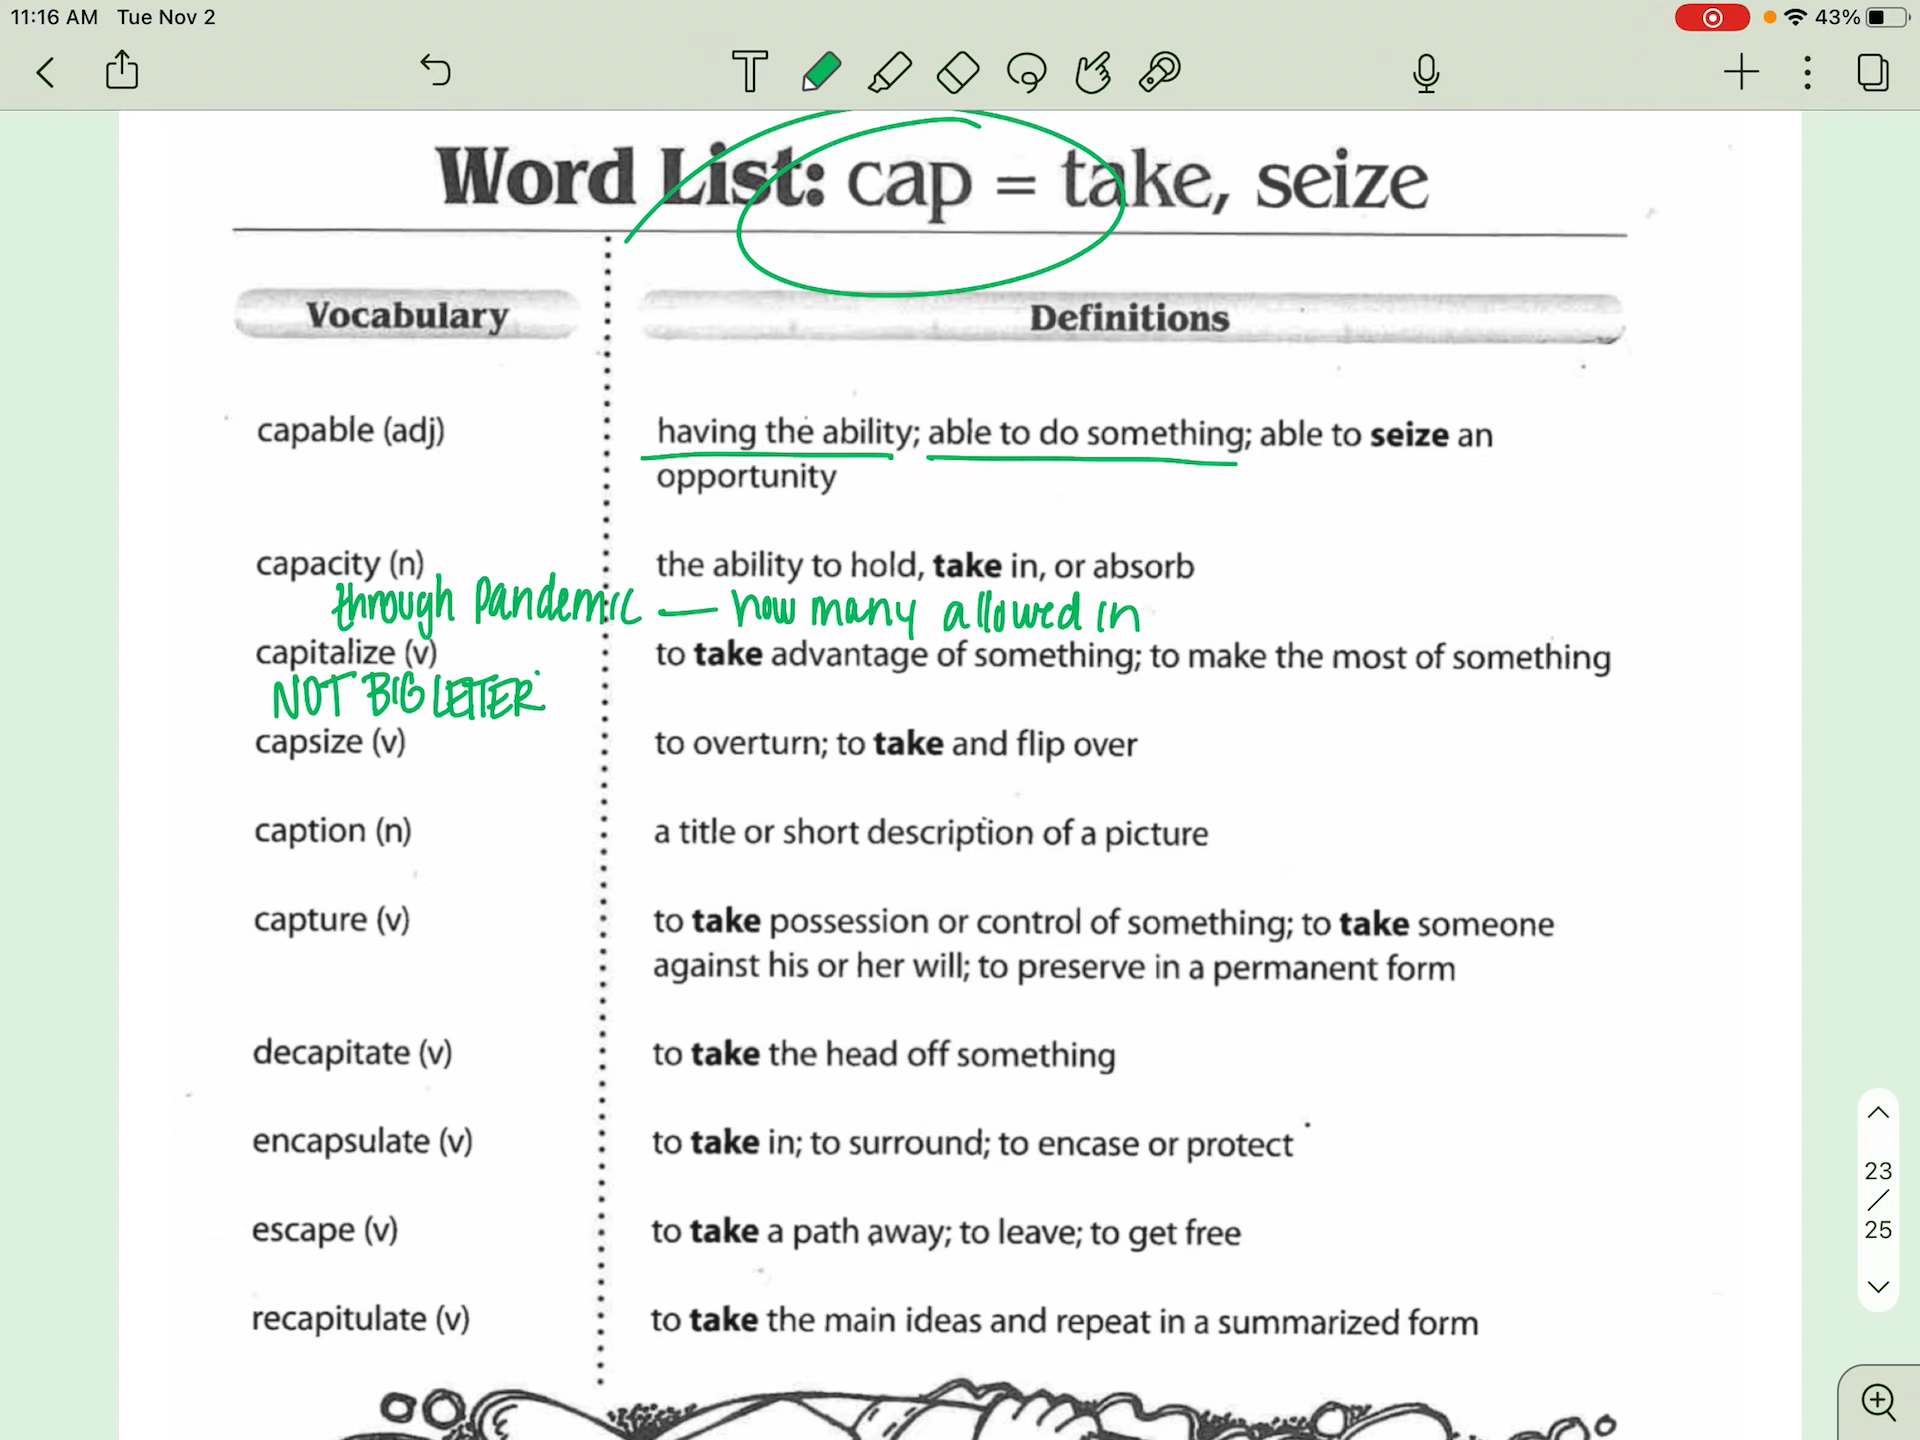 11:16 AM Tue Nov 2
43%
T
Word List: cap = take, seize
Vocabulary
Definitions
capable (adj)
having the ability; able to do something; able to seize an
opportunity
capacity (n)
the ability to hold, take in, or absorb
through pandemic — how many allowed in
capitalize (v)
to take advantage of something; to make the most of something
NOT BIG LETTER
capsize (v)
to overturn; to take and flip over
caption (n)
a title or short description of a picture
capture (v)
to take possession or control of something; to take someone
against his or her will; to preserve in a permanent form
decapitate (v)
to take the head off something
encapsulate (v)
to take in; to surround; to encase or protect
escape (v)
to take a path away; to leave; to get free
recapitulate (v)
to take the main ideas and repeat in a summarized form
23
/
25